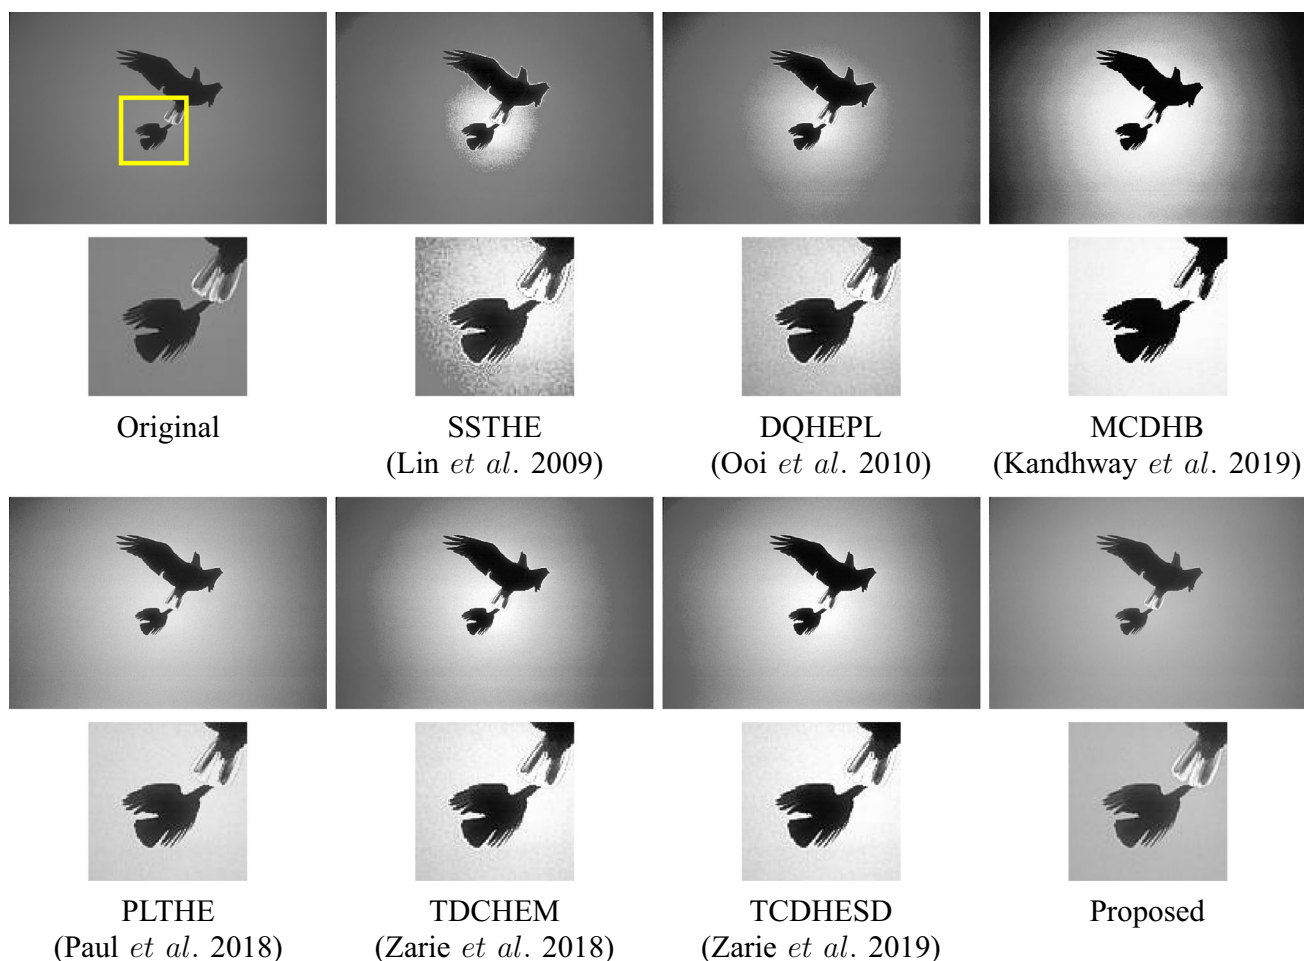 Original
SSTHE
(Lin et al. 2009)
DQHEPL
(Ooi et al. 2010)
MCDHB
(Kandhway et al. 2019)
PLTHE
(Paul et al. 2018)
TDCHEM
(Zarie et al. 2018)
TCDHESD
(Zarie et al. 2019)
Proposed